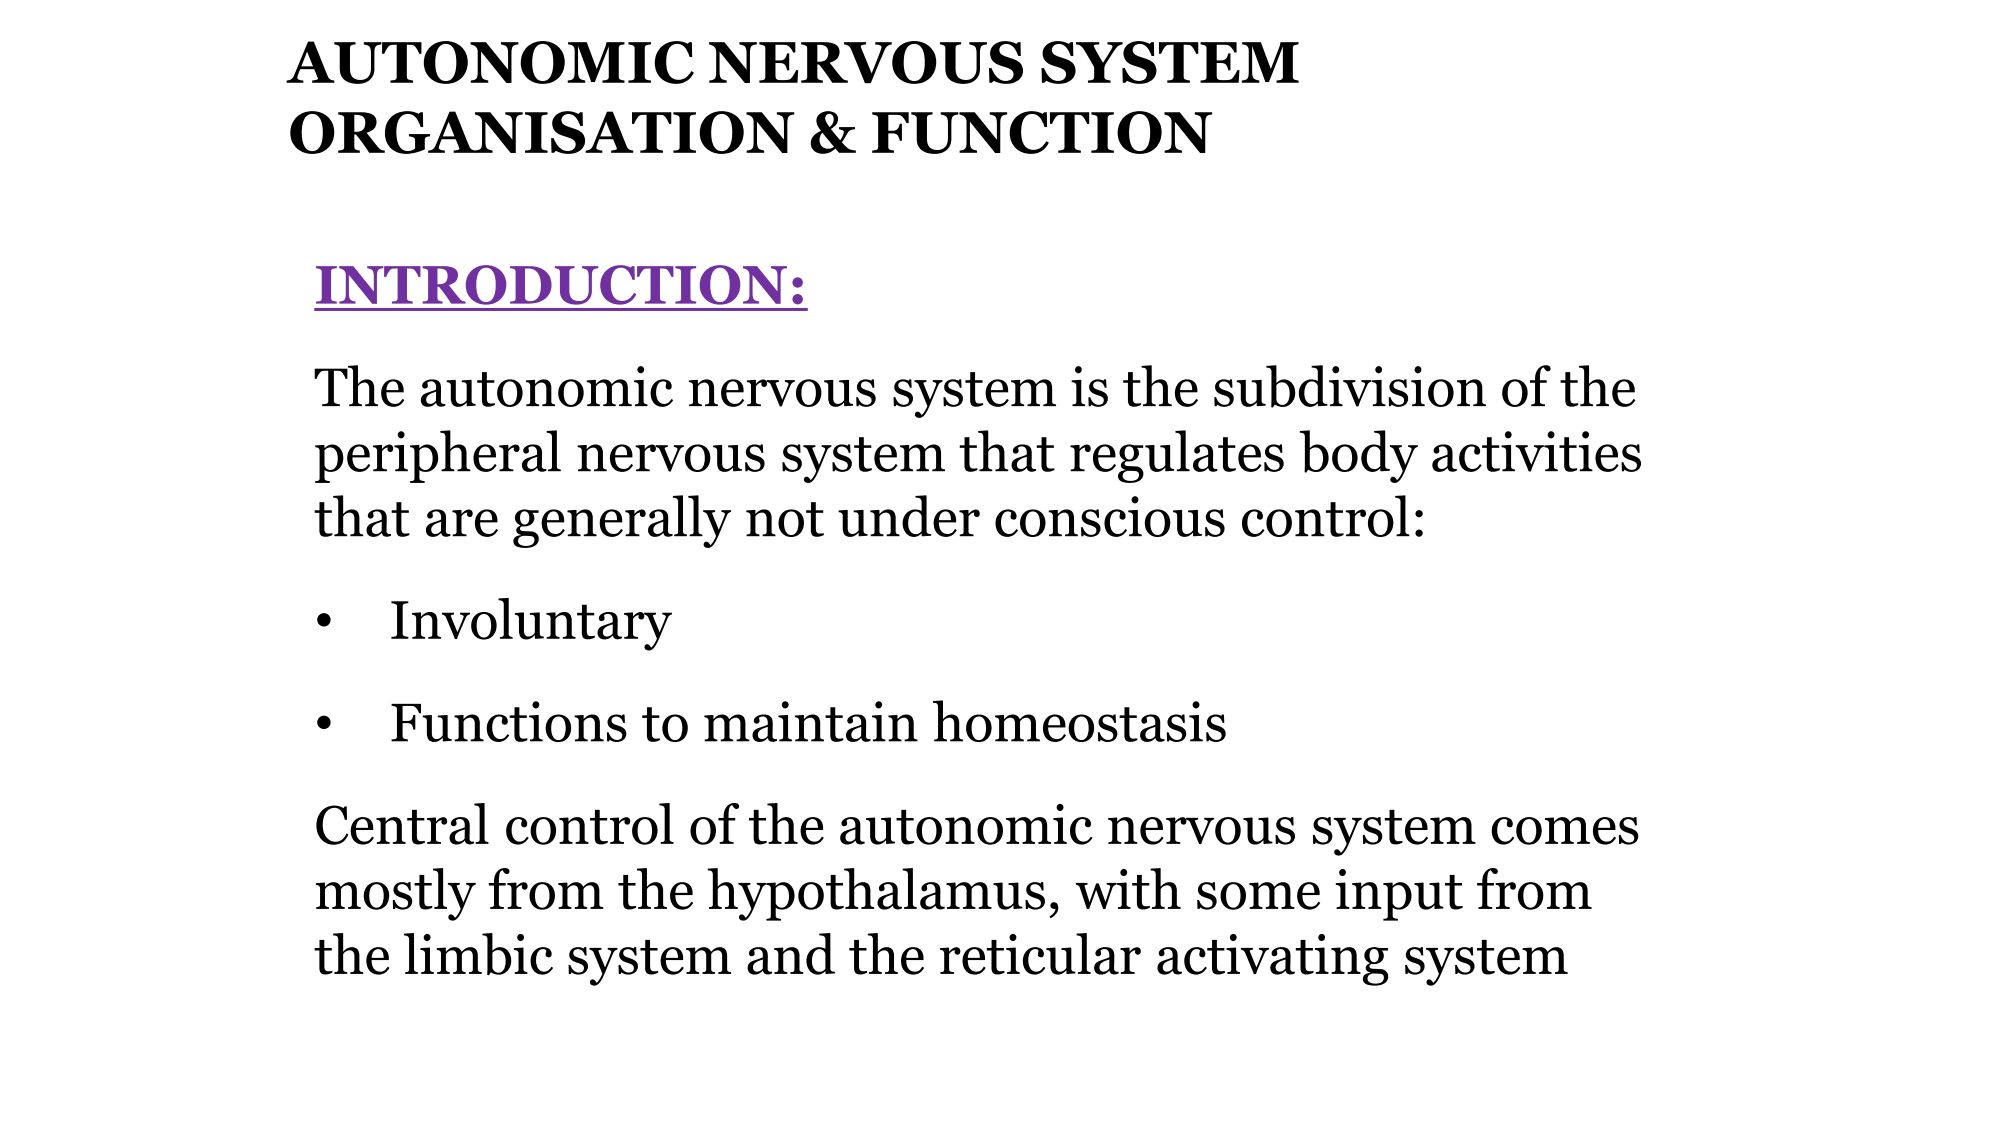 AUTONOMIC NERVOUS SYSTEM
ORGANISATION & FUNCTION
INTRODUCTION:
The autonomic nervous system is the subdivision of the
peripheral nervous system that regulates body activities
that are generally not under conscious control:
• Involuntary
• Functions to maintain homeostasis
Central control of the autonomic nervous system comes
mostly from the hypothalamus, with some input from
the limbic system and the reticular activating system